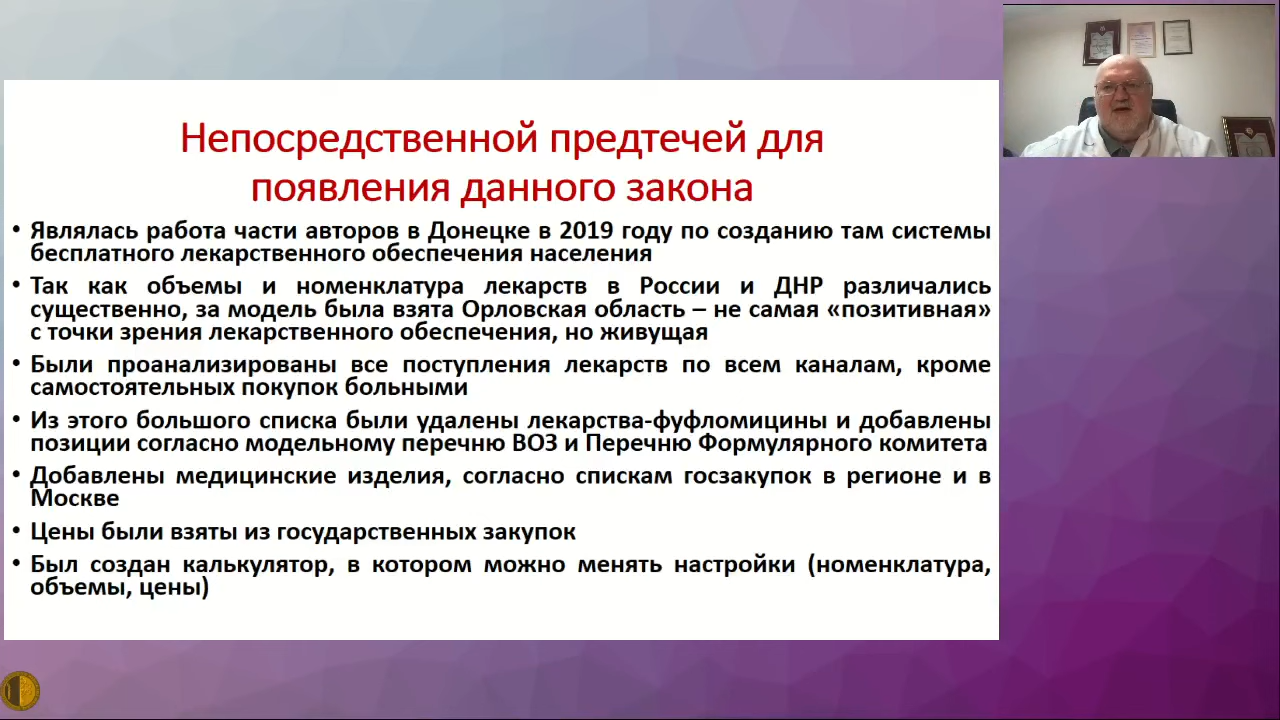 Непосредственной предтечей для
появления данного закона
• Являлась работа части авторов в Донецке в 2019 году по созданию там системы
бесплатного лекарственного обеспечения населения
• Так как объемы и номенклатура лекарств в России и ДНР различались
существенно, за модель была взята Орловская область – не самая «позитивная»
с точки зрения лекарственного обеспечения, но живущая
• Были проанализированы все поступления лекарств по всем каналам, кроме
самостоятельных покупок больными
• Из этого большого списка были удалены лекарства-фуфломицины и добавлены
позиции согласно модельному перечню ВОЗ и Перечню Формулярного комитета
• Добавлены медицинские изделия, согласно спискам госзакупок в регионе и в
Москве
• Цены были взяты из государственных закупок
• Был создан калькулятор, в котором можно менять настройки (номенклатура,
объемы, цены)